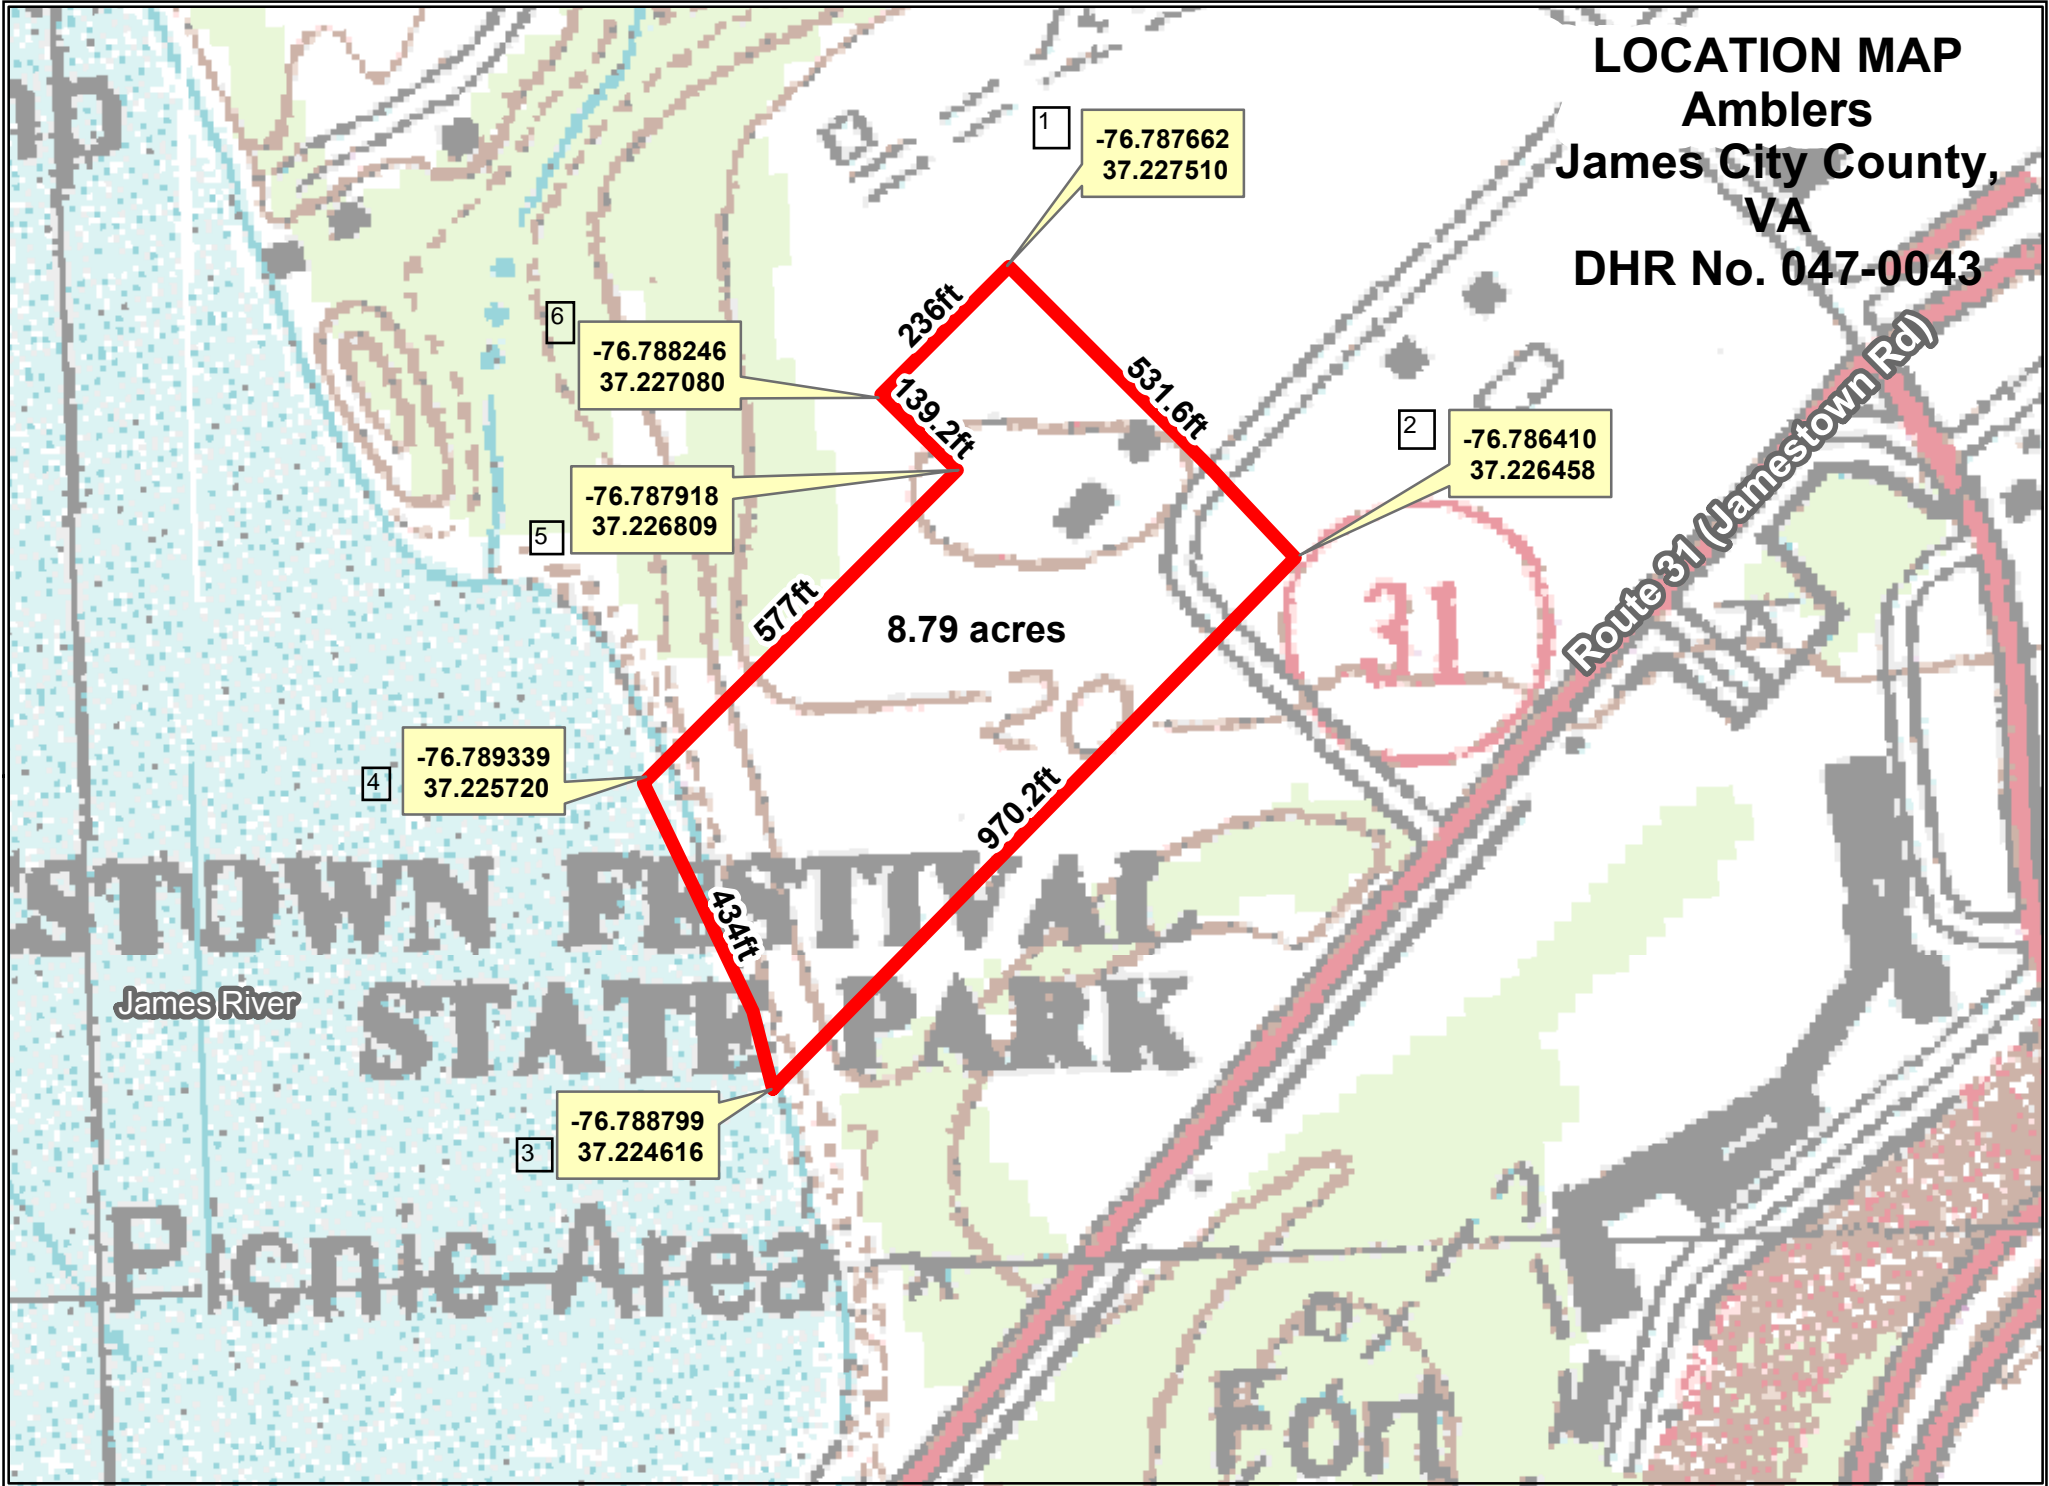 LOCATION MAP
Amblers
James City County,
VA
DHR No. 047-0043
1
-76.787662
37.227510
236ft
6
-76.788246
37.227080
139.2ft
531.6ft
2
-76.786410
37.226458
5
-76.787918
37.226809
577ft
8.79 acres
31
Route 31 (Jamestown Rd)
20
4
-76.789339
37.225720
970.2ft
434ft
STOWN FESTIVAL
STATE PARK
James River
3
-76.788799
37.224616
Picnic Area
Fort